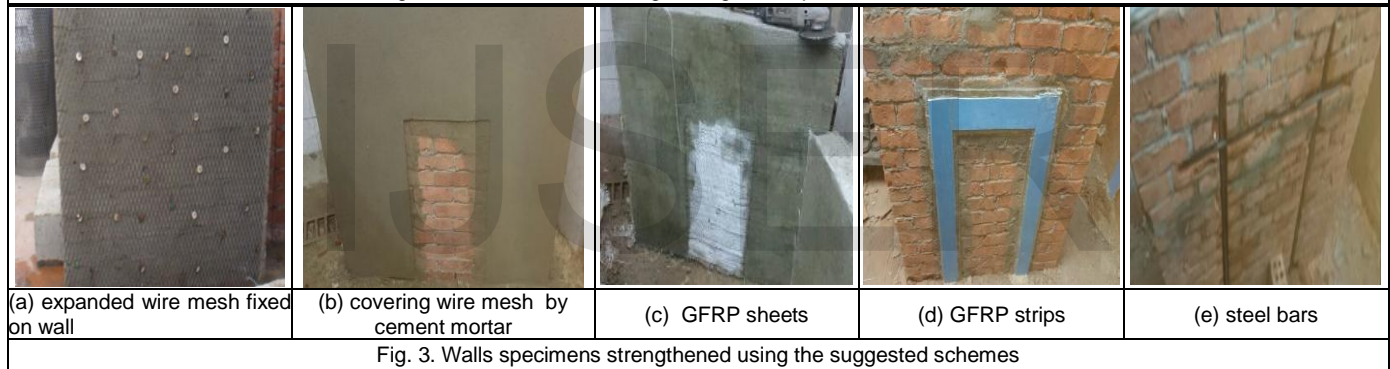 (a) expanded wire mesh fixed
on wall
(b) covering wire mesh by
cement mortar
(c) GFRP sheets
(d) GFRP strips
(e) steel bars
Fig. 3. Walls specimens strengthened using the suggested schemes
IJSER